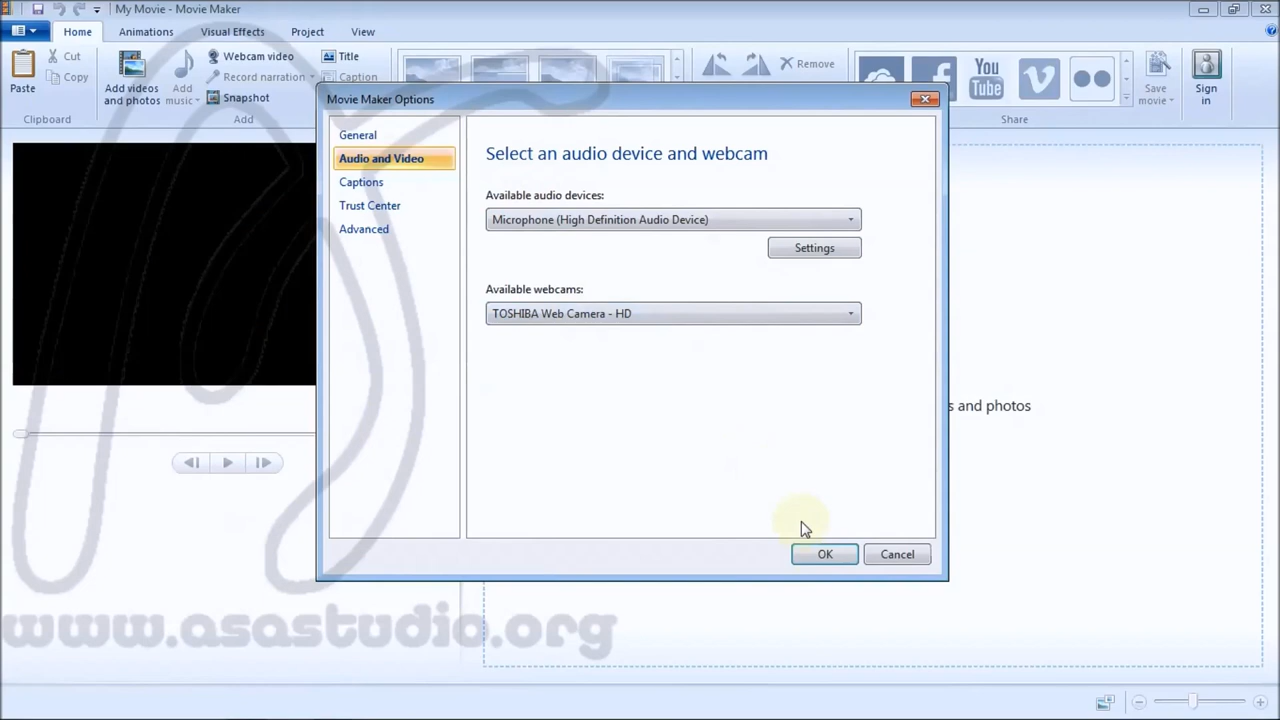 My Movie - Movie Maker
Home
Animations
Visual Effects
Project
View
Paste
Cut
Copy
Clipboard
Add videos
and photos
Add
music
Webcam video
Record narration
Snapshot
Title
Caption
Add
Remove
You
Tube
Save
movie
Share
Sign
in
Movie Maker Options
General
Audio and Video
Captions
Trust Center
Advanced
Select an audio device and webcam
Available audio devices:
Microphone (High Definition Audio Device)
Settings
Available webcams:
TOSHIBA Web Camera - HD
OK
Cancel
s and photos
www.asastudio.org